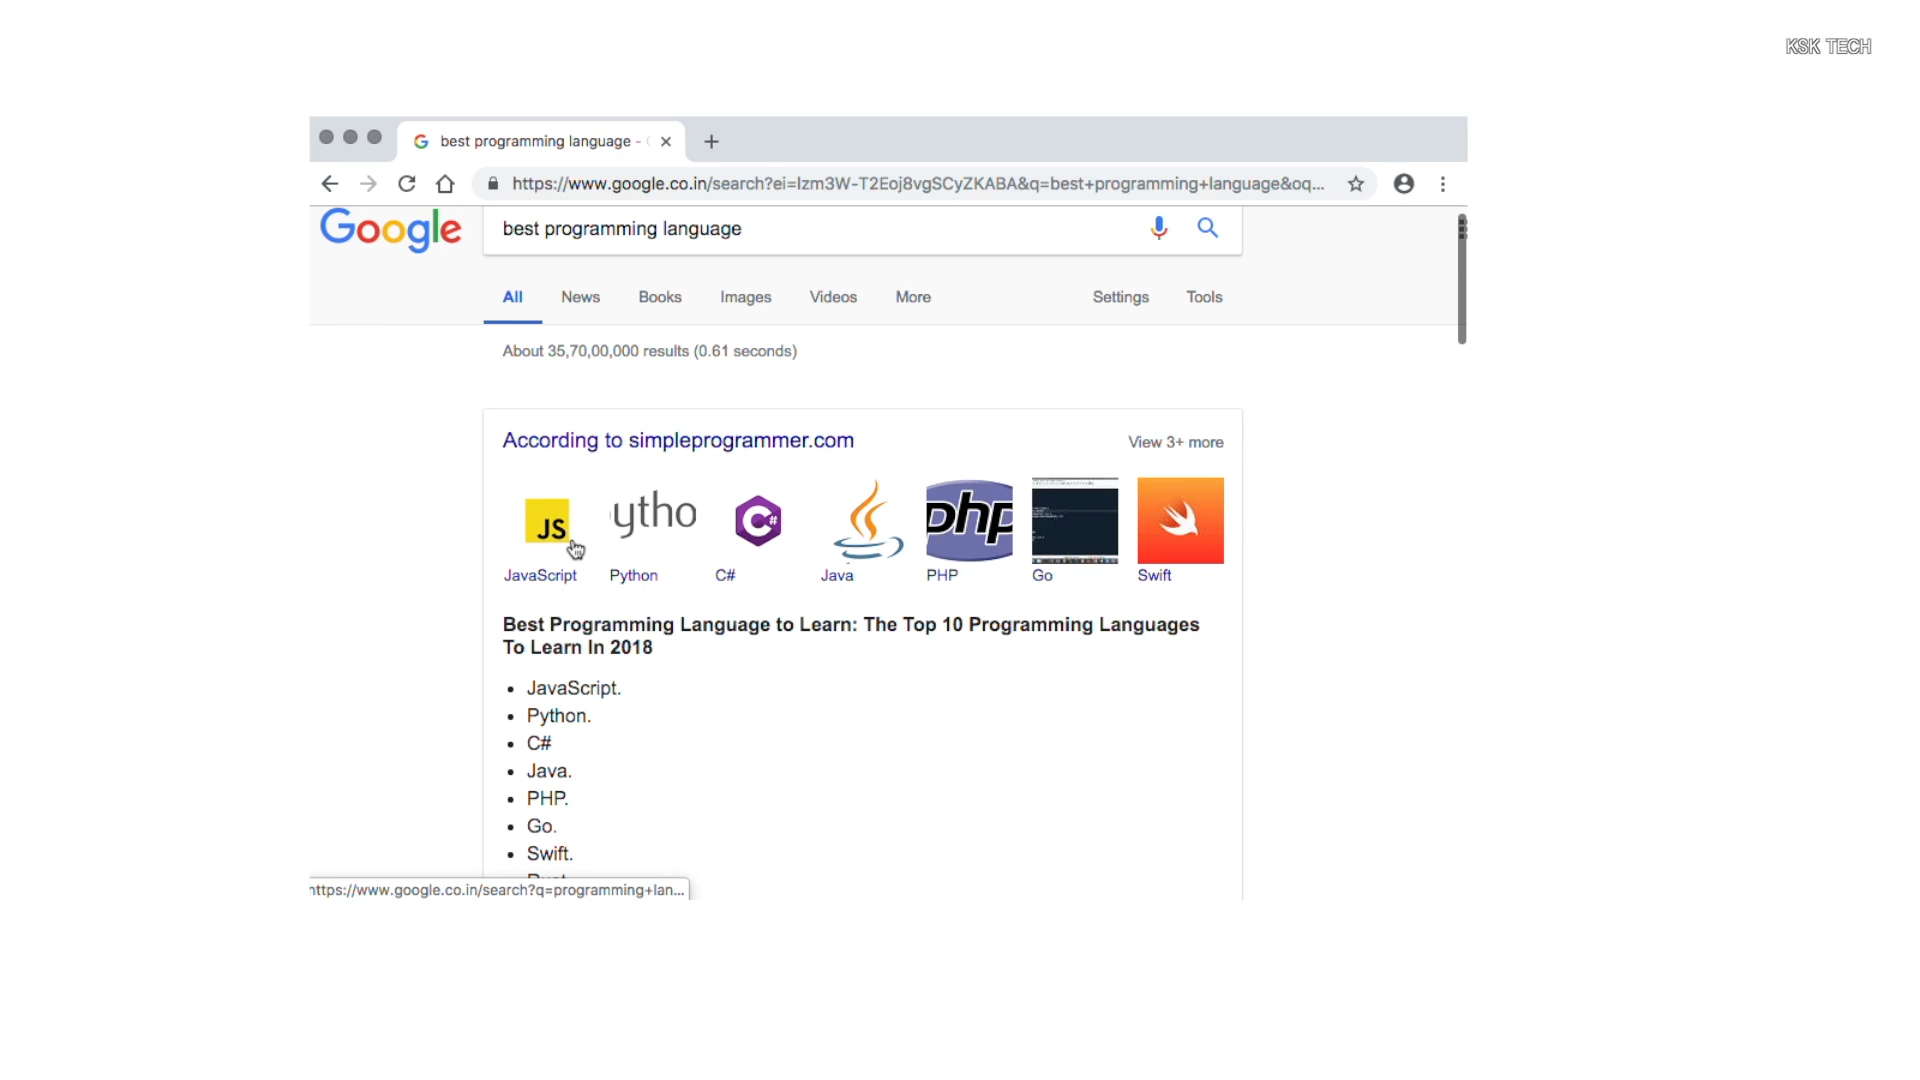 KSK TECH
best programming language -
https://www.google.co.in/search?ei=Izm3W-T2Eoj8vgSCyZKABA&q=best+programming+language&oq...
Google
best programming language
All News Books Images Videos More Settings Tools
About 35,70,00,000 results (0.61 seconds)
According to simpleprogrammer.com
View 3+ more
JS
ytho
C#
php
JavaScript
Python
C#
Java
PHP
Go
Swift
Best Programming Language to Learn: The Top 10 Programming Languages
To Learn In 2018
• JavaScript.
• Python.
• C#
• Java.
• PHP.
• Go.
• Swift.
https://www.google.co.in/search?q=programming+lan...